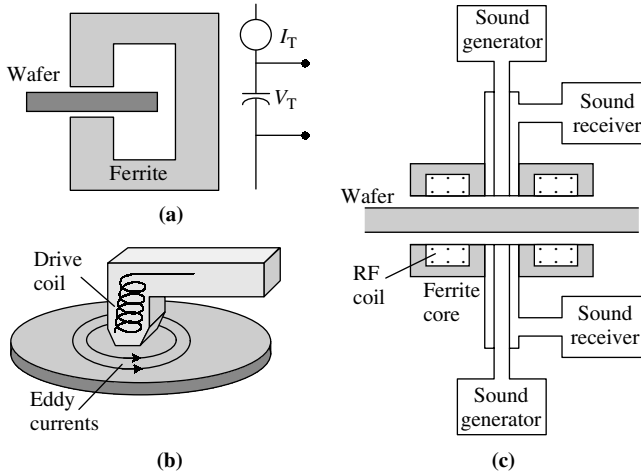 Wafer
I_T
V_T
Ferrite
(a)
Drive
coil
Eddy
currents
(b)
Sound
generator
Sound
receiver
Wafer
RF
coil
Ferrite
core
Sound
receiver
Sound
generator
(c)